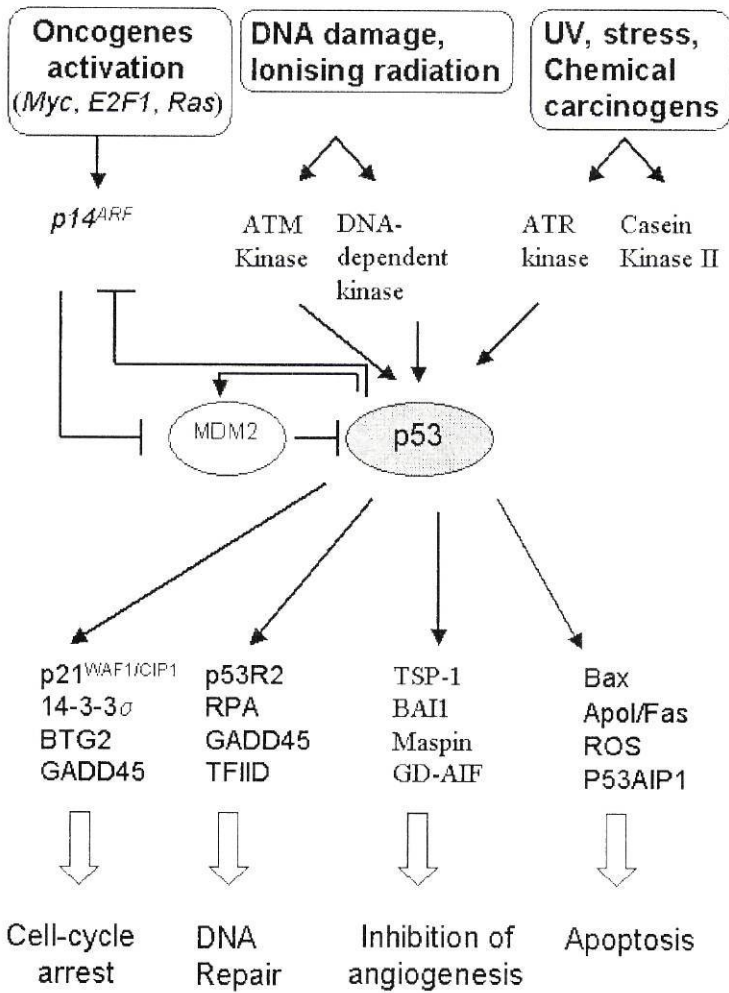 Oncogenes
activation
(Myc, E2F1, Ras)
DNA damage,
Ionising radiation
UV, stress,
Chemical
carcinogens
p14ARF
ATM
Kinase
DNA-
dependent
kinase
ATR
kinase
Casein
Kinase II
MDM2
p53
p21WAF1/CIP1
14-3-3σ
BTG2
GADD45
p53R2
RPA
GADD45
TFIID
TSP-1
BAI1
Maspin
GD-AIF
Bax
Apol/Fas
ROS
P53AIP1
Cell-cycle
arrest
DNA
Repair
Inhibition of
angiogenesis
Apoptosis